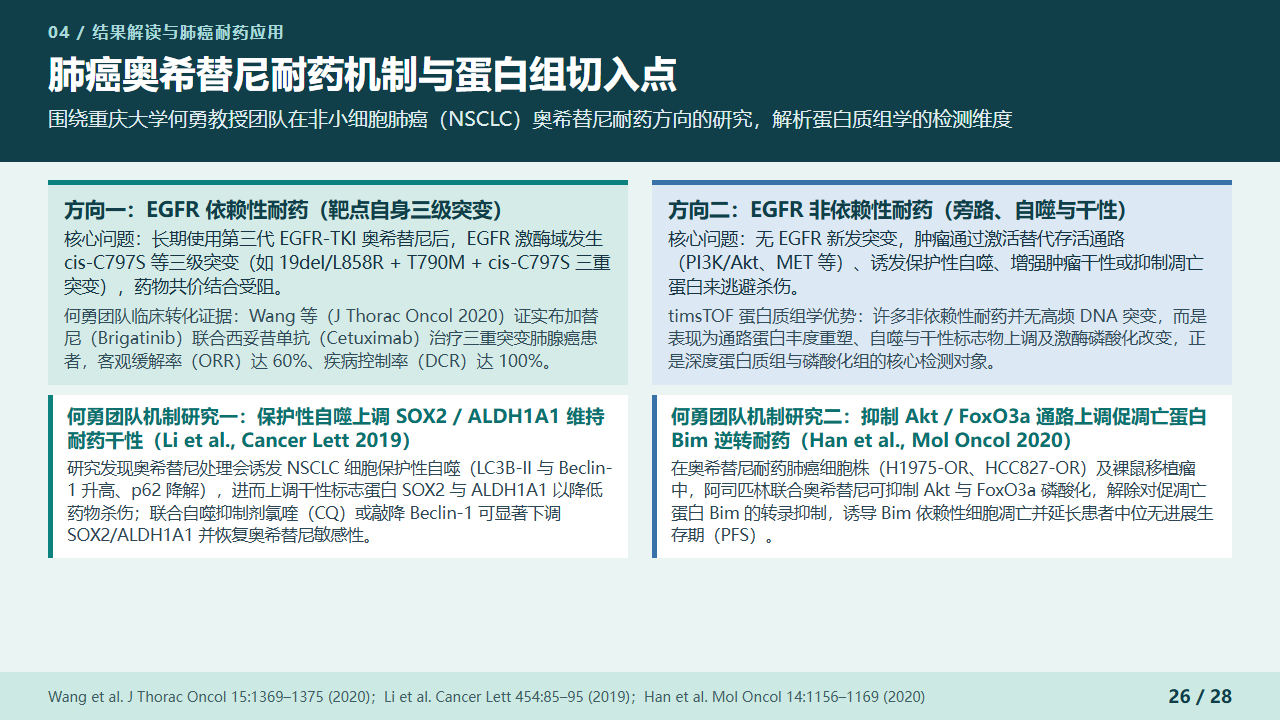 04 / 结果解读与肺癌耐药应用
肺癌奥希替尼耐药机制与蛋白组切入点
围绕重庆大学何勇教授团队在非小细胞肺癌（NSCLC）奥希替尼耐药方向的研究，解析蛋白质组学的检测维度
方向一：EGFR 依赖性耐药（靶点自身三级突变）
核心问题：长期使用第三代 EGFR-TKI 奥希替尼后，EGFR 激酶域发生
cis-C797S 等三级突变（如 19del/L858R + T790M + cis-C797S 三重
突变），药物共价结合受阻。
何勇团队临床转化证据：Wang 等（J Thorac Oncol 2020）证实布加替
尼（Brigatinib）联合西妥昔单抗（Cetuximab）治疗三重突变肺腺癌患
者，客观缓解率（ORR）达 60%、疾病控制率（DCR）达 100%。
方向二：EGFR 非依赖性耐药（旁路、自噬与干性）
核心问题：无 EGFR 新发突变，肿瘤通过激活替代存活通路
（PI3K/Akt、MET 等）、诱发保护性自噬、增强肿瘤干性或抑制凋亡
蛋白来逃避杀伤。
timsTOF 蛋白质组学优势：许多非依赖性耐药并无高频 DNA 突变，而是
表现为通路蛋白丰度重塑、自噬与干性标志物上调及激酶磷酸化改变，正
是深度蛋白质组与磷酸化组的核心检测对象。
何勇团队机制研究一：保护性自噬上调 SOX2 / ALDH1A1 维持
耐药干性（Li et al., Cancer Lett 2019）
研究发现奥希替尼处理会诱发 NSCLC 细胞保护性自噬（LC3B-II 与 Beclin-
1 升高、p62 降解），进而上调干性标志蛋白 SOX2 与 ALDH1A1 以降低
药物杀伤；联合自噬抑制剂氯喹（CQ）或敲降 Beclin-1 可显著下调
SOX2/ALDH1A1 并恢复奥希替尼敏感性。
何勇团队机制研究二：抑制 Akt / FoxO3a 通路上调促凋亡蛋白
Bim 逆转耐药（Han et al., Mol Oncol 2020）
在奥希替尼耐药肺癌细胞株（H1975-OR、HCC827-OR）及裸鼠移植瘤
中，阿司匹林联合奥希替尼可抑制 Akt 与 FoxO3a 磷酸化，解除对促凋亡
蛋白 Bim 的转录抑制，诱导 Bim 依赖性细胞凋亡并延长患者中位无进展生
存期（PFS）。
Wang et al. J Thorac Oncol 15:1369–1375 (2020)；Li et al. Cancer Lett 454:85–95 (2019)；Han et al. Mol Oncol 14:1156–1169 (2020)
26 / 28